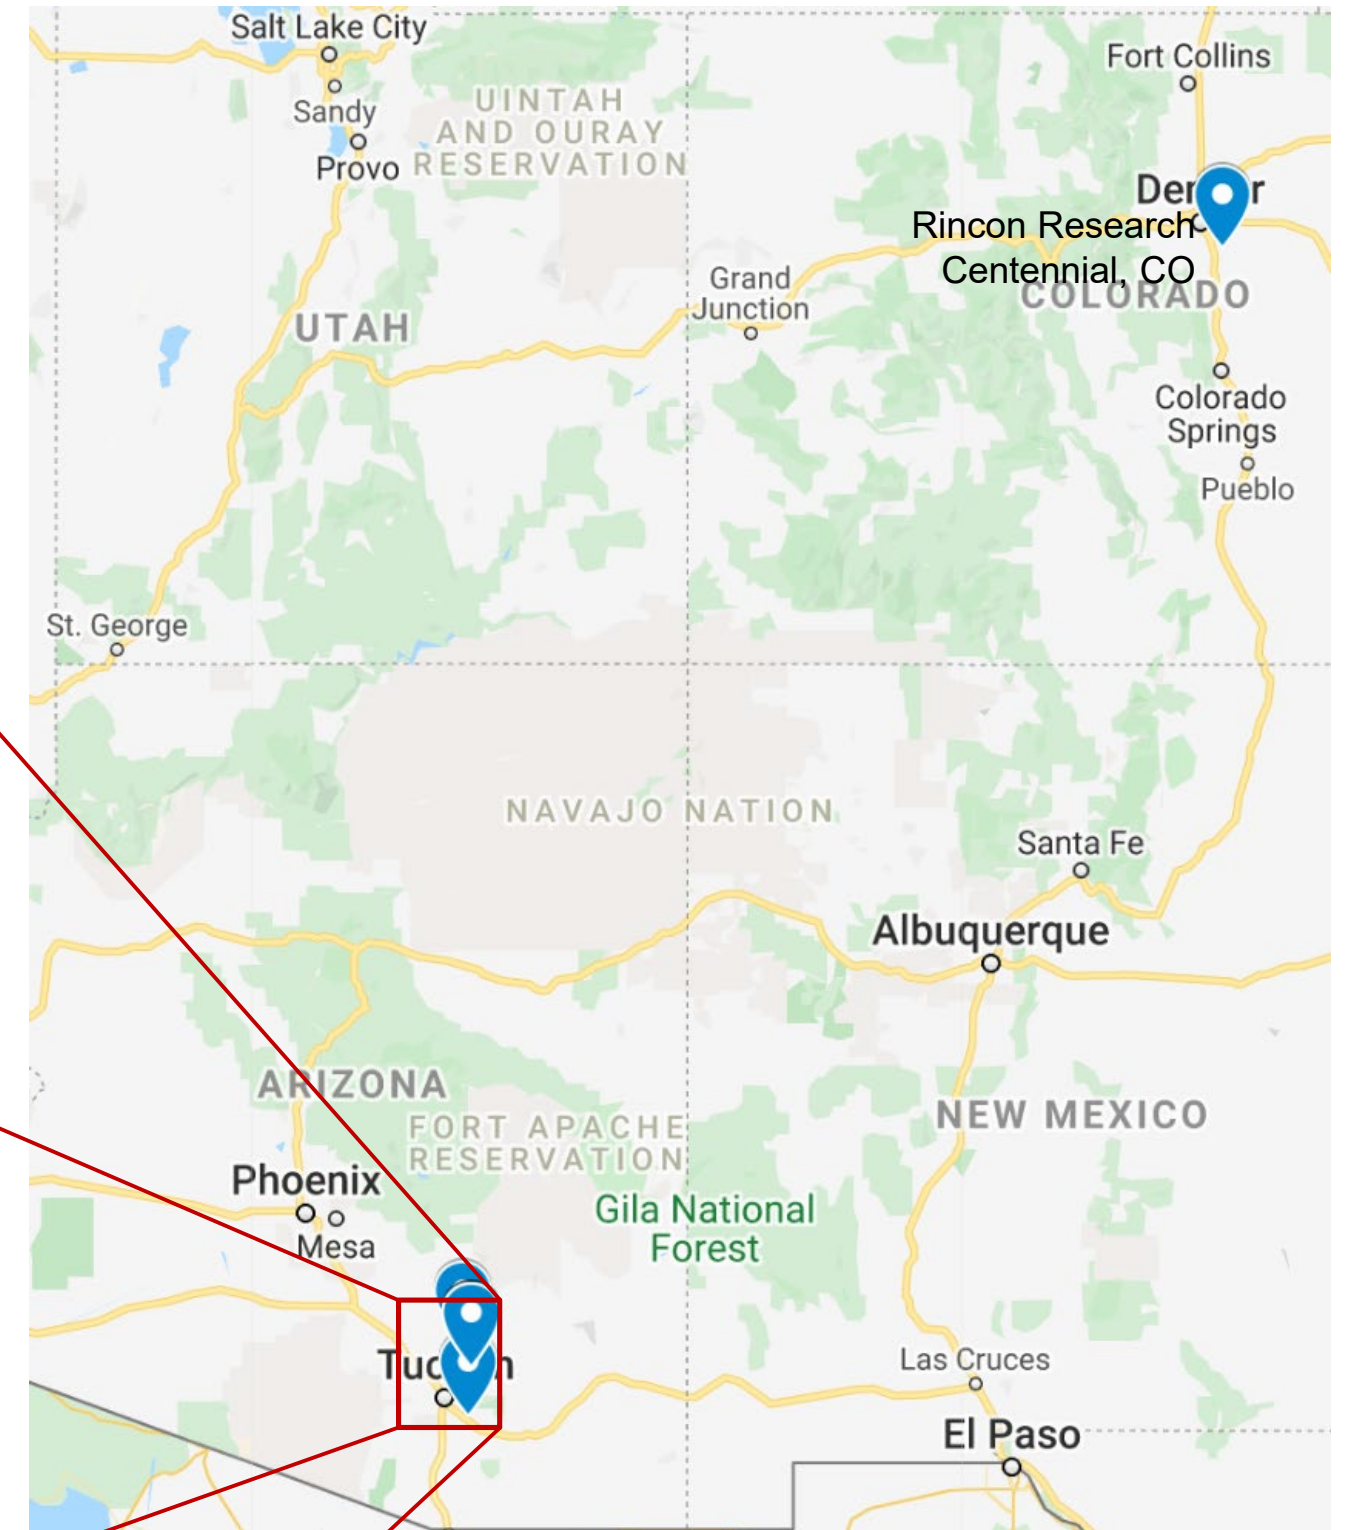 Salt Lake City
Fort Collins
Sandy
UINTAH
AND OURAY
RESERVATION
Provo
Rincon Research
Centennial, CO
COLORADO
Grand
Junction
UTAH
Colorado
Springs
Pueblo
St. George
NAVAJO NATION
Santa Fe
Albuquerque
ARIZONA
NEW MEXICO
FORT APACHE
RESERVATION
Phoenix
Mesa
Gila National
Forest
Las Cruces
El Paso